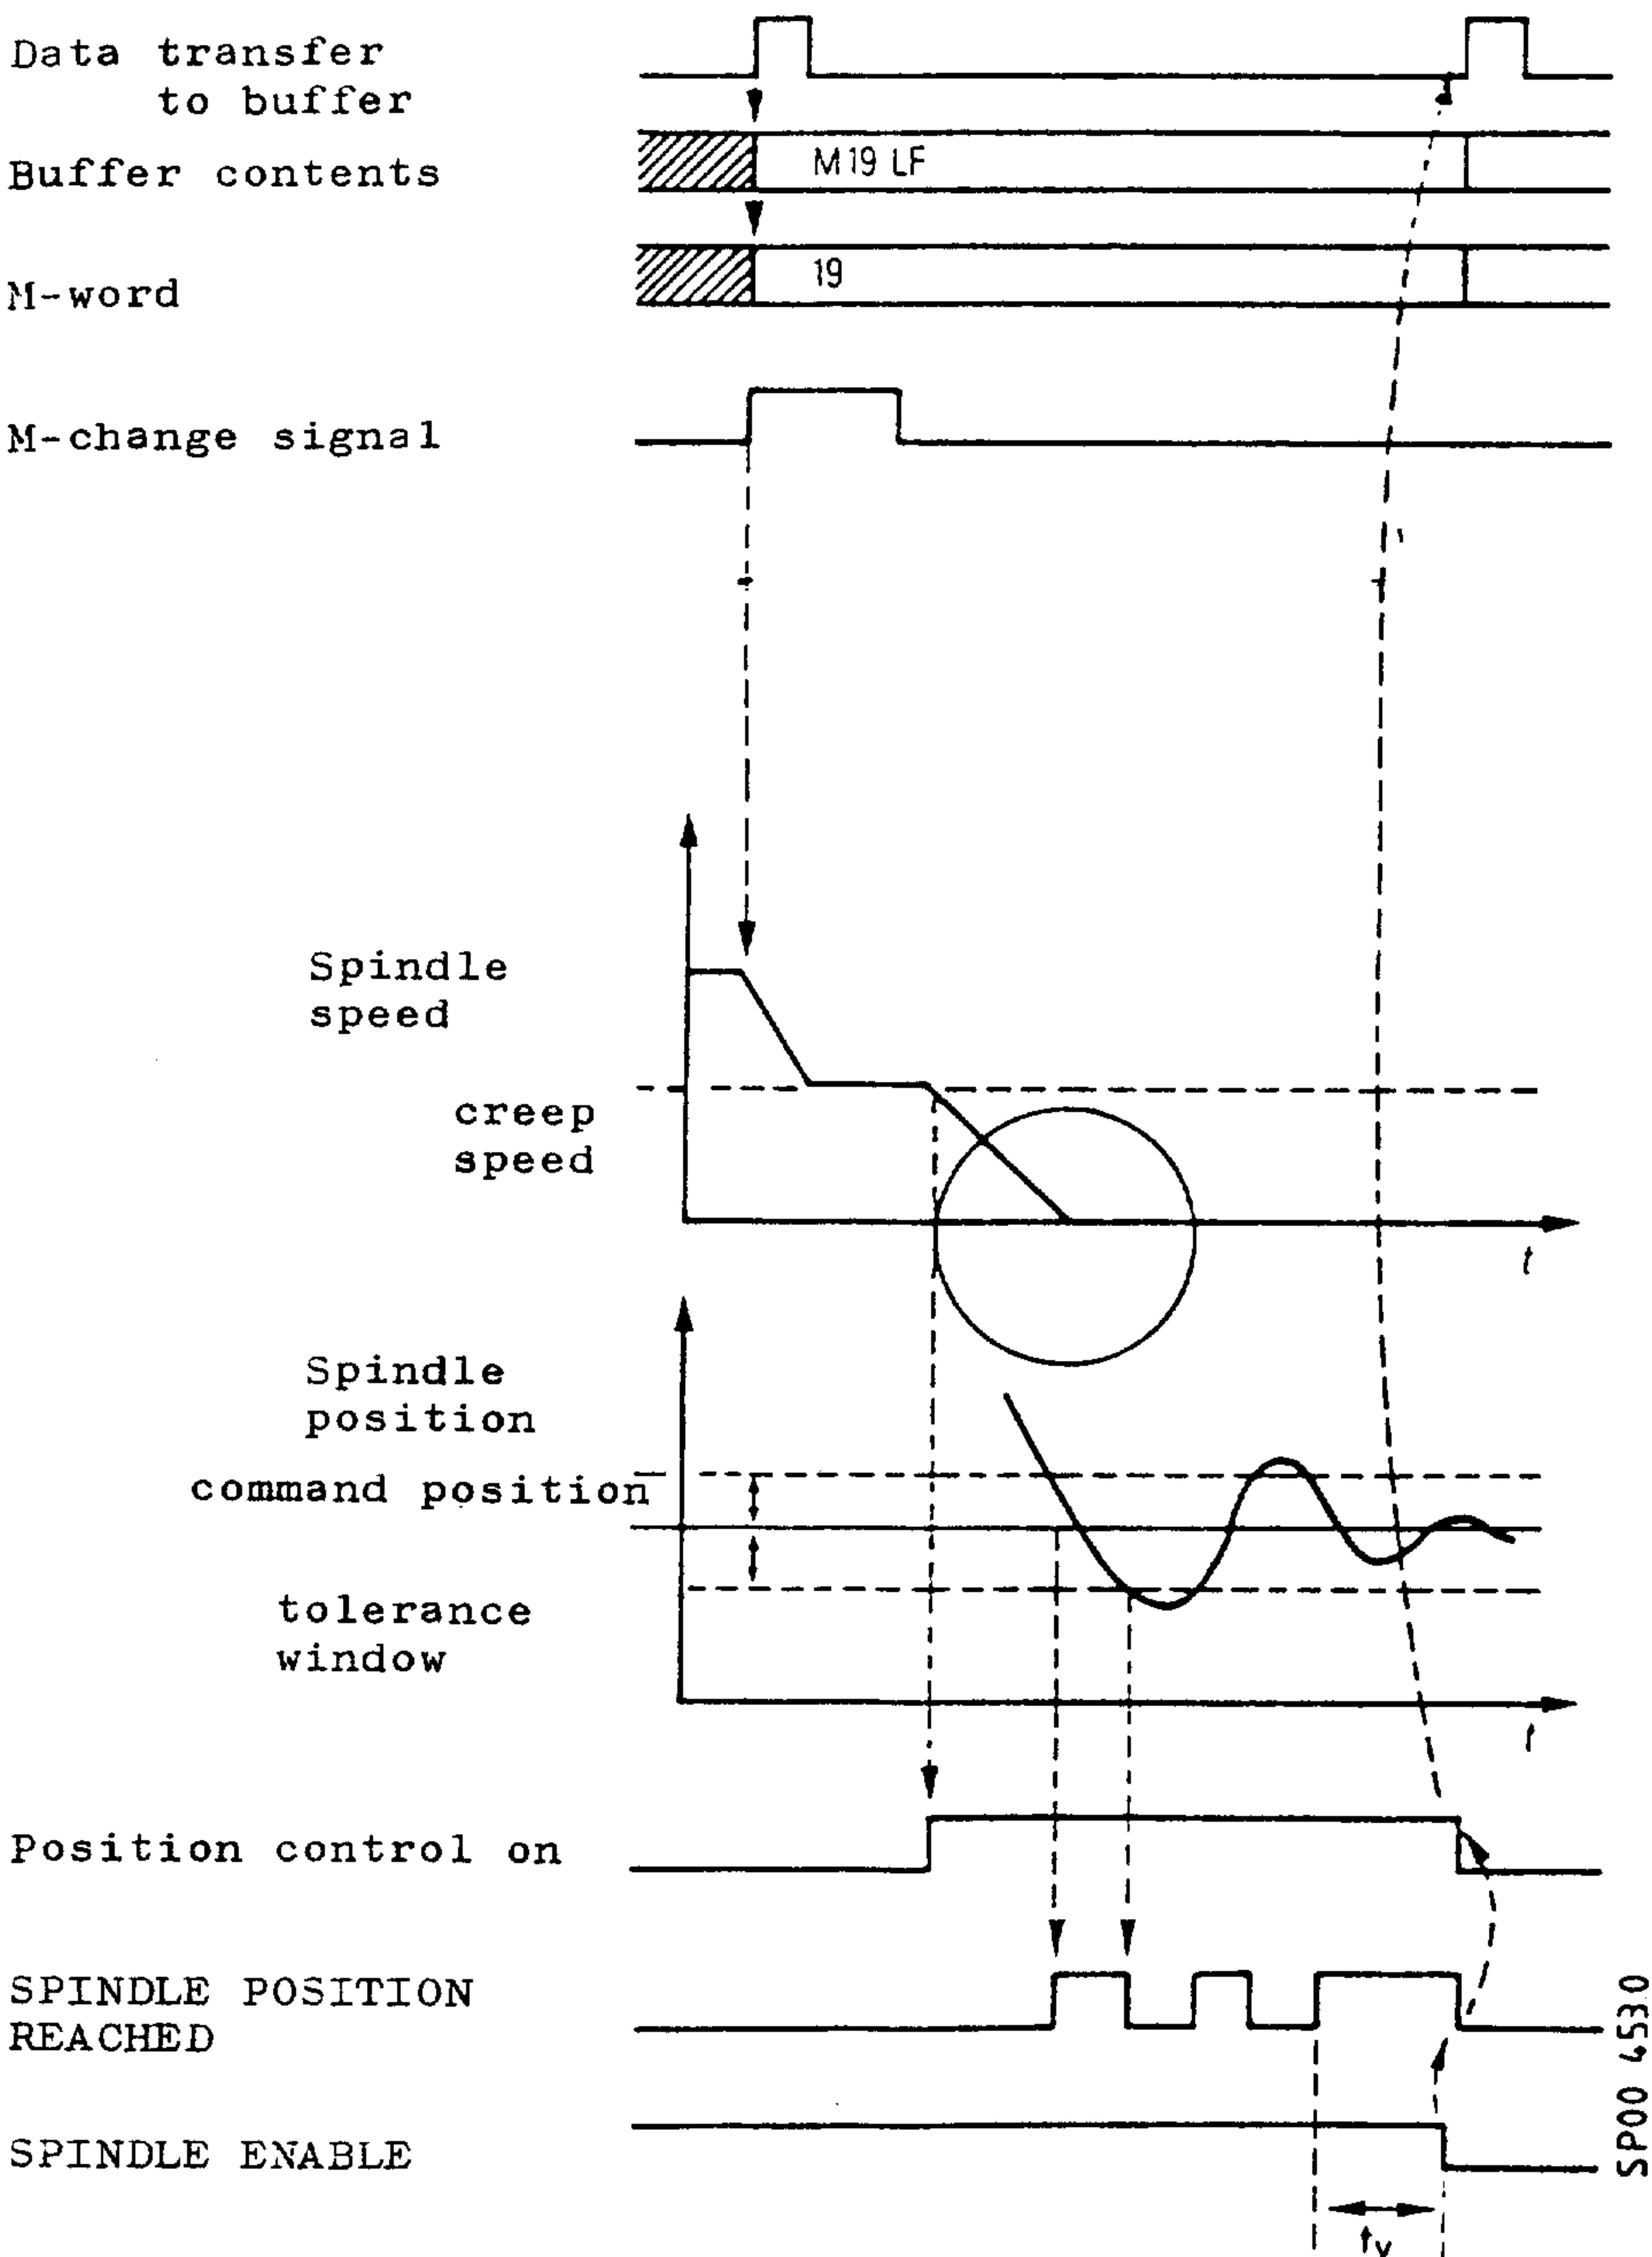 Data transfer
to buffer
Buffer contents
M19 LF
M-word
19
M-change signal
Spindle
speed
creep
speed
t
Spindle
position
command position
tolerance
window
t
Position control on
SPINDLE POSITION
REACHED
SPINDLE ENABLE
tv
SP00 4530